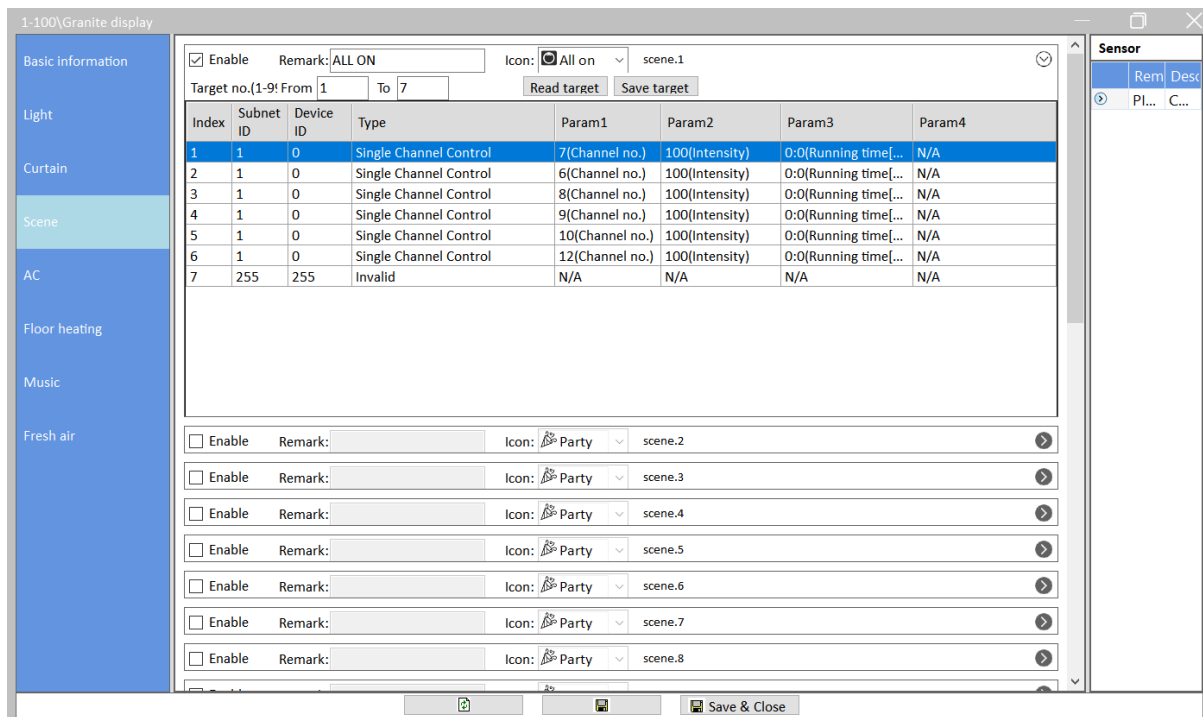 1-100\Granite display
Basic information
Light
Curtain
Scene
AC
Floor heating
Music
Fresh air
Enable Remark: ALL ON Icon: All on scene.1
Target no.(1-9 From 1 To 7 Read target Save target
Index Subnet ID Device ID Type Param1 Param2 Param3 Param4
1 1 0 Single Channel Control 7(Channel no.) 100(Intensity) 0:0(Running time[... N/A
2 1 0 Single Channel Control 6(Channel no.) 100(Intensity) 0:0(Running time[... N/A
3 1 0 Single Channel Control 8(Channel no.) 100(Intensity) 0:0(Running time[... N/A
4 1 0 Single Channel Control 9(Channel no.) 100(Intensity) 0:0(Running time[... N/A
5 1 0 Single Channel Control 10(Channel no.) 100(Intensity) 0:0(Running time[... N/A
6 1 0 Single Channel Control 12(Channel no.) 100(Intensity) 0:0(Running time[... N/A
7 255 255 Invalid N/A N/A N/A N/A
Enable Remark: Icon: Party scene.2
Enable Remark: Icon: Party scene.3
Enable Remark: Icon: Party scene.4
Enable Remark: Icon: Party scene.5
Enable Remark: Icon: Party scene.6
Enable Remark: Icon: Party scene.7
Enable Remark: Icon: Party scene.8
Save & Close
Sensor
Rem Desc
Pl... C...